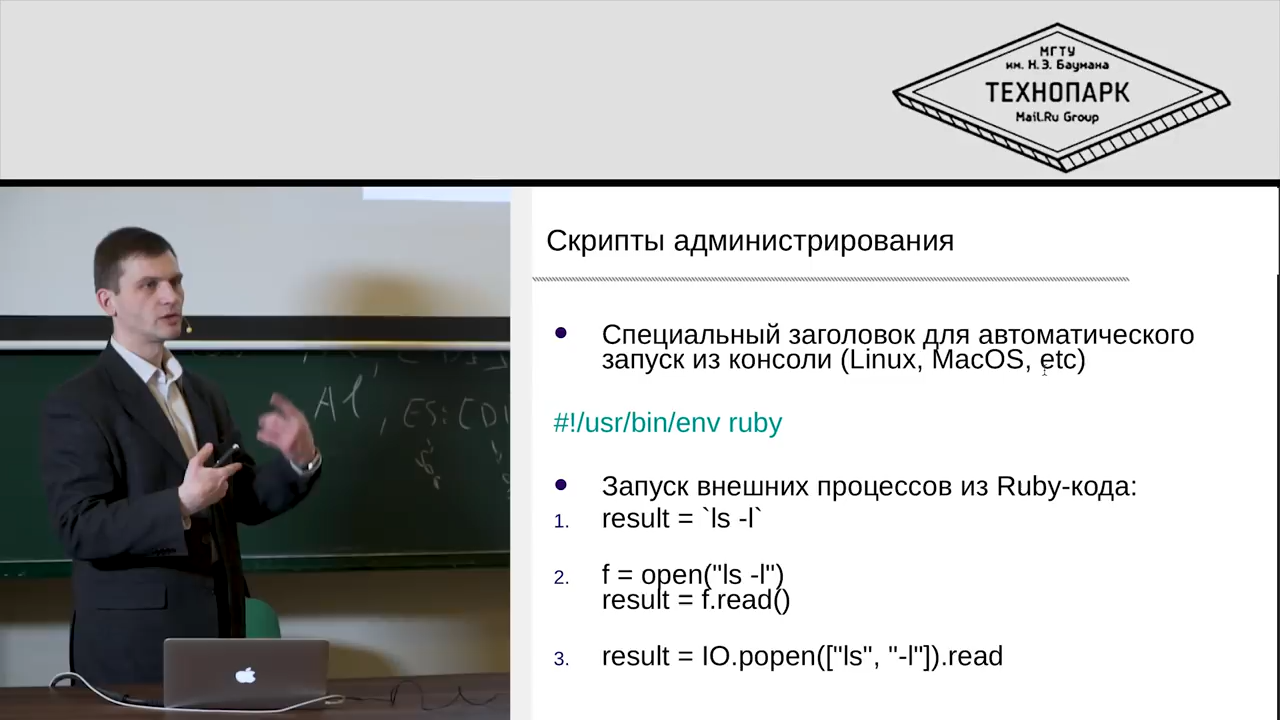 МГТУ
им. Н.Э. Баумана
ТЕХНОПАРК
Mail.Ru Group
Скрипты администрирования
Специальный заголовок для автоматического
запуск из консоли (Linux, MacOS, etc)
#!/usr/bin/env ruby
Запуск внешних процессов из Ruby-кода:
1. result = `ls -l`
2. f = open("ls -l")
result = f.read()
3. result = IO.popen(["ls", "-l"]).read